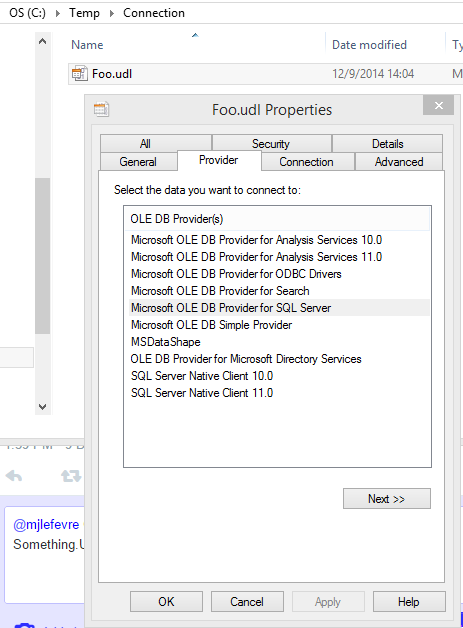 OS (C:) Temp Connection
Name Date modified
Foo.udl 12/9/2014 14:04
Foo.udl Properties
All Security Details
General Provider Connection Advanced
Select the data you want to connect to:
OLE DB Provider(s)
Microsoft OLE DB Provider for Analysis Services 10.0
Microsoft OLE DB Provider for Analysis Services 11.0
Microsoft OLE DB Provider for ODBC Drivers
Microsoft OLE DB Provider for Search
Microsoft OLE DB Provider for SQL Server
Microsoft OLE DB Simple Provider
MSDataShape
OLE DB Provider for Microsoft Directory Services
SQL Server Native Client 10.0
SQL Server Native Client 11.0
Next >>
@mjlefevre
Something.U
OK Cancel Apply Help